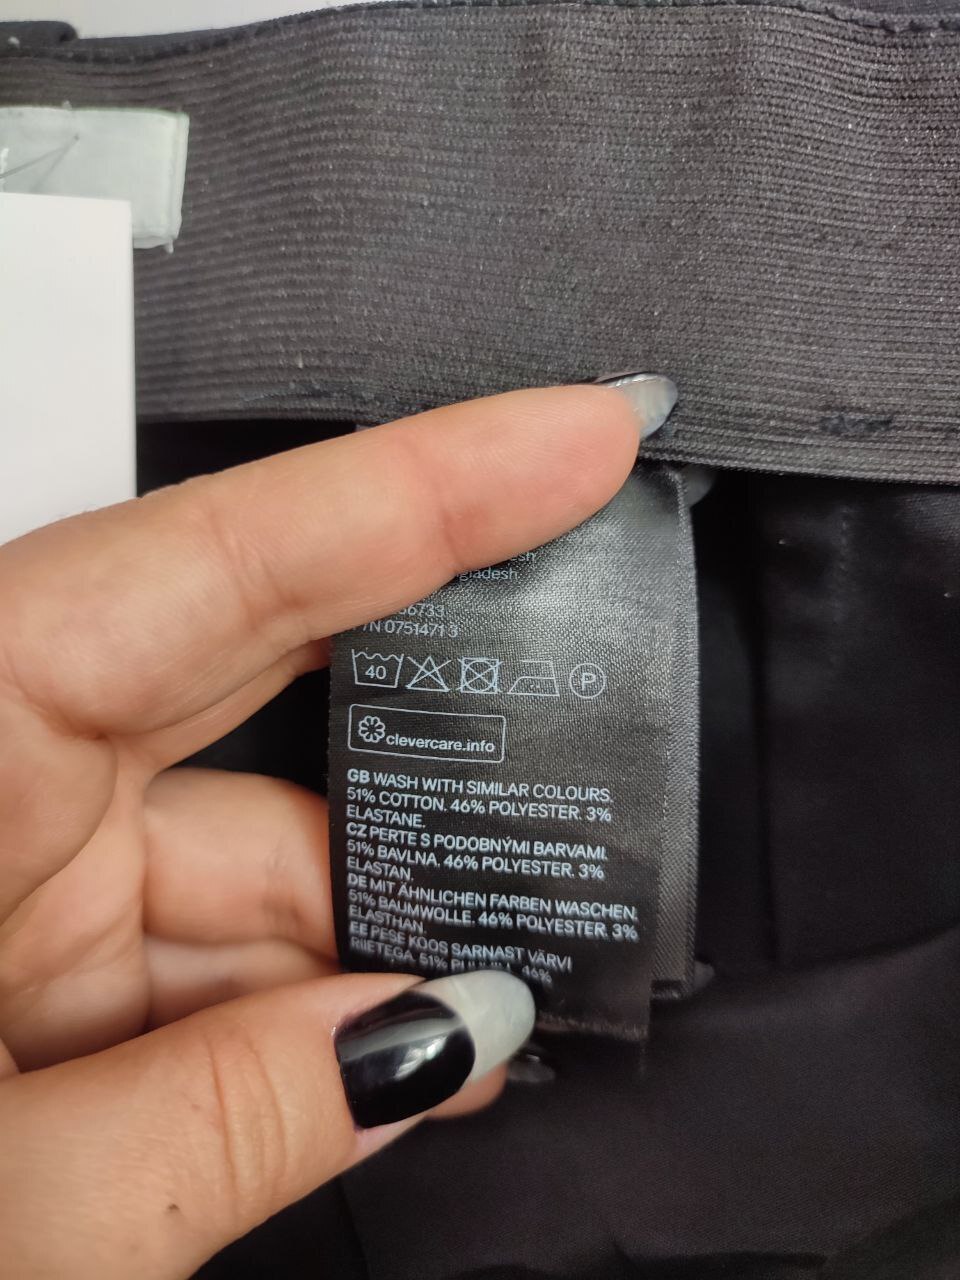 40
P
clevercare.info
GB WASH WITH SIMILAR COLOURS.
51% COTTON. 46% POLYESTER. 3%
ELASTANE.
CZ PERTE S PODOBNÝMI BARVAMI.
51% BAVLNA. 46% POLYESTER. 3%
ELASTAN.
DE MIT ÄHNLICHEN FARBEN WASCHEN.
51% BAUMWOLLE. 46% POLYESTER. 3%
ELASTHAN.
EE PESE KOOS SARNAST VÄRVI
RIIETEGA. 51% 46%